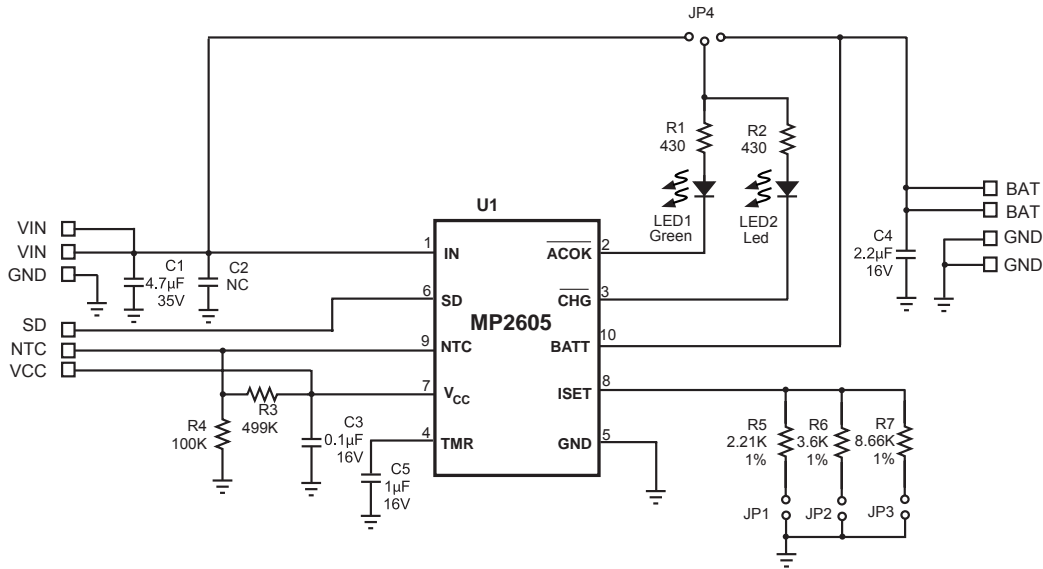 JP4
R1
430
R2
430
LED1
Green
LED2
Led
BAT
BAT
GND
GND
C4
2.2µF
16V
VIN
VIN
GND
SD
NTC
VCC
C1
4.7µF
35V
C2
NC
U1
MP2605
1
IN
6
SD
9
NTC
7
VCC
4
TMR
2
ACOK
3
CHG
10
BATT
8
ISET
5
GND
R3
499K
R4
100K
C3
0.1µF
16V
C5
1µF
16V
R5
2.21K
1%
R6
3.6K
1%
R7
8.66K
1%
JP1
JP2
JP3